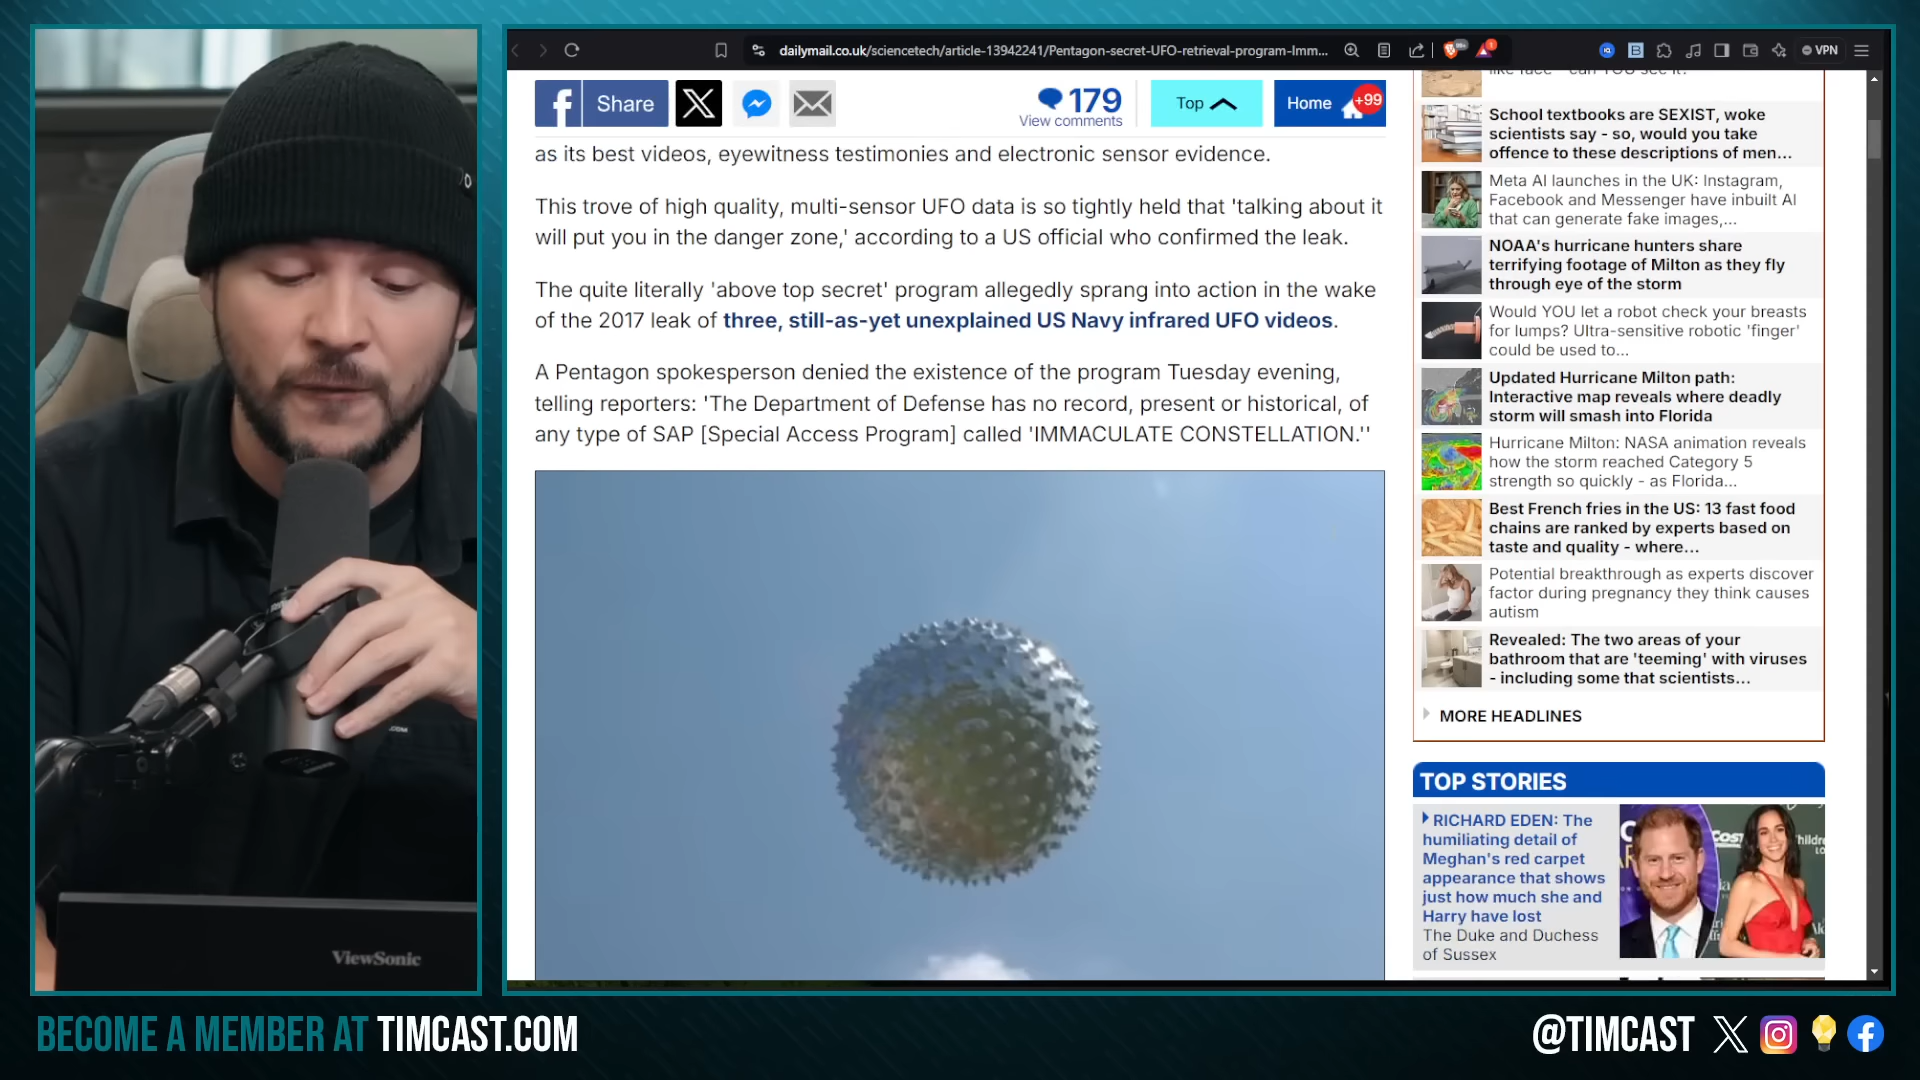 dailymail.co.uk/sciencetech/article-13942241/Pentagon-secret-UFO-retrieval-program-Imm...
VPN
Share
179
View comments
Top
Home
+99
as its best videos, eyewitness testimonies and electronic sensor evidence.
This trove of high quality, multi-sensor UFO data is so tightly held that 'talking about it
will put you in the danger zone,' according to a US official who confirmed the leak.
The quite literally 'above top secret' program allegedly sprang into action in the wake
of the 2017 leak of three, still-as-yet unexplained US Navy infrared UFO videos.
A Pentagon spokesperson denied the existence of the program Tuesday evening,
telling reporters: 'The Department of Defense has no record, present or historical, of
any type of SAP [Special Access Program] called 'IMMACULATE CONSTELLATION.''
School textbooks are SEXIST, woke
scientists say - so, would you take
offence to these descriptions of men...
Meta AI launches in the UK: Instagram,
Facebook and Messenger have inbuilt AI
that can generate fake images,...
NOAA's hurricane hunters share
terrifying footage of Milton as they fly
through eye of the storm
Would YOU let a robot check your breasts
for lumps? Ultra-sensitive robotic 'finger'
could be used to...
Updated Hurricane Milton path:
Interactive map reveals where deadly
storm will smash into Florida
Hurricane Milton: NASA animation reveals
how the storm reached Category 5
strength so quickly - as Florida...
Best French fries in the US: 13 fast food
chains are ranked by experts based on
taste and quality - where...
Potential breakthrough as experts discover
factor during pregnancy they think causes
autism
Revealed: The two areas of your
bathroom that are 'teeming' with viruses
- including some that scientists...
MORE HEADLINES
TOP STORIES
RICHARD EDEN: The
humiliating detail of
Meghan's red carpet
appearance that shows
just how much she and
Harry have lost
The Duke and Duchess
of Sussex
ViewSonic
BECOME A MEMBER AT TIMCAST.COM
@TIMCAST